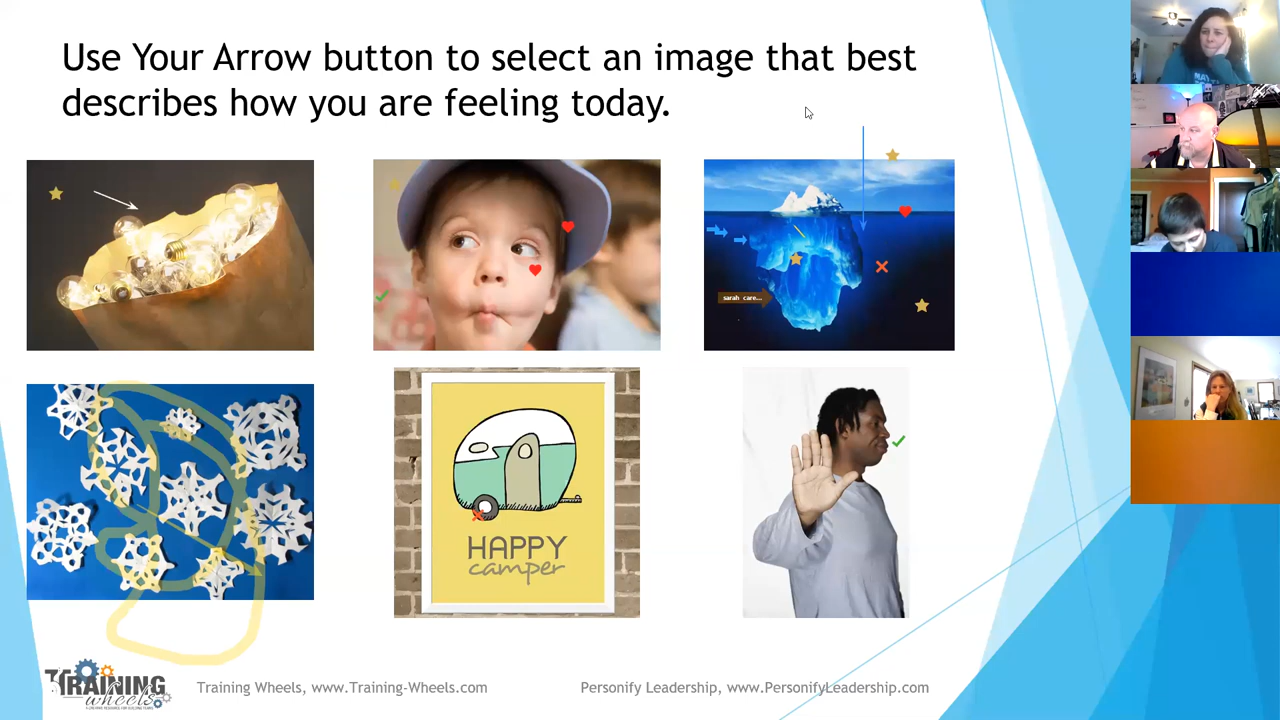 Use Your Arrow button to select an image that best
describes how you are feeling today.
sarah care...
HAPPY
camper
TRAINING
wheels
Training Wheels, www.Training-Wheels.com
Personify Leadership, www.PersonifyLeadership.com